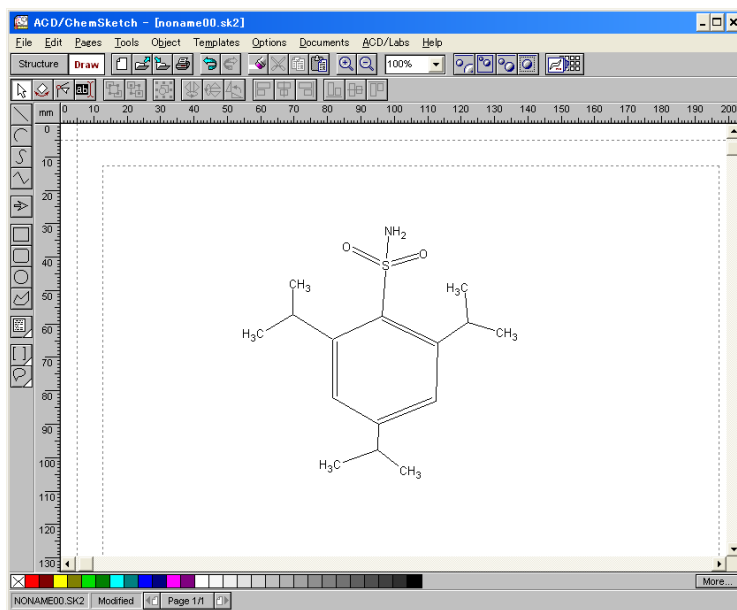 ACD/ChemSketch - [noname00.sk2]
File Edit Pages Tools Object Templates Options Documents ACD/Labs Help
Structure Draw 100%
ab
mm 0 10 20 30 40 50 60 70 80 90 100 110 120 130 140 150 160 170 180 190 200
0
10
20
30
40
50
60
70
80
90
100
110
120
130
NH2
O S O
CH3 H3C
H3C CH3
H3C CH3
More...
NONAME00.SK2 Modified Page 1/1